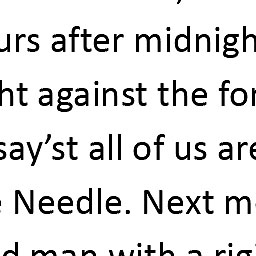 urs after midnigh
ht against the for
say'st all of us are
e Needle. Next m
d man with a rig